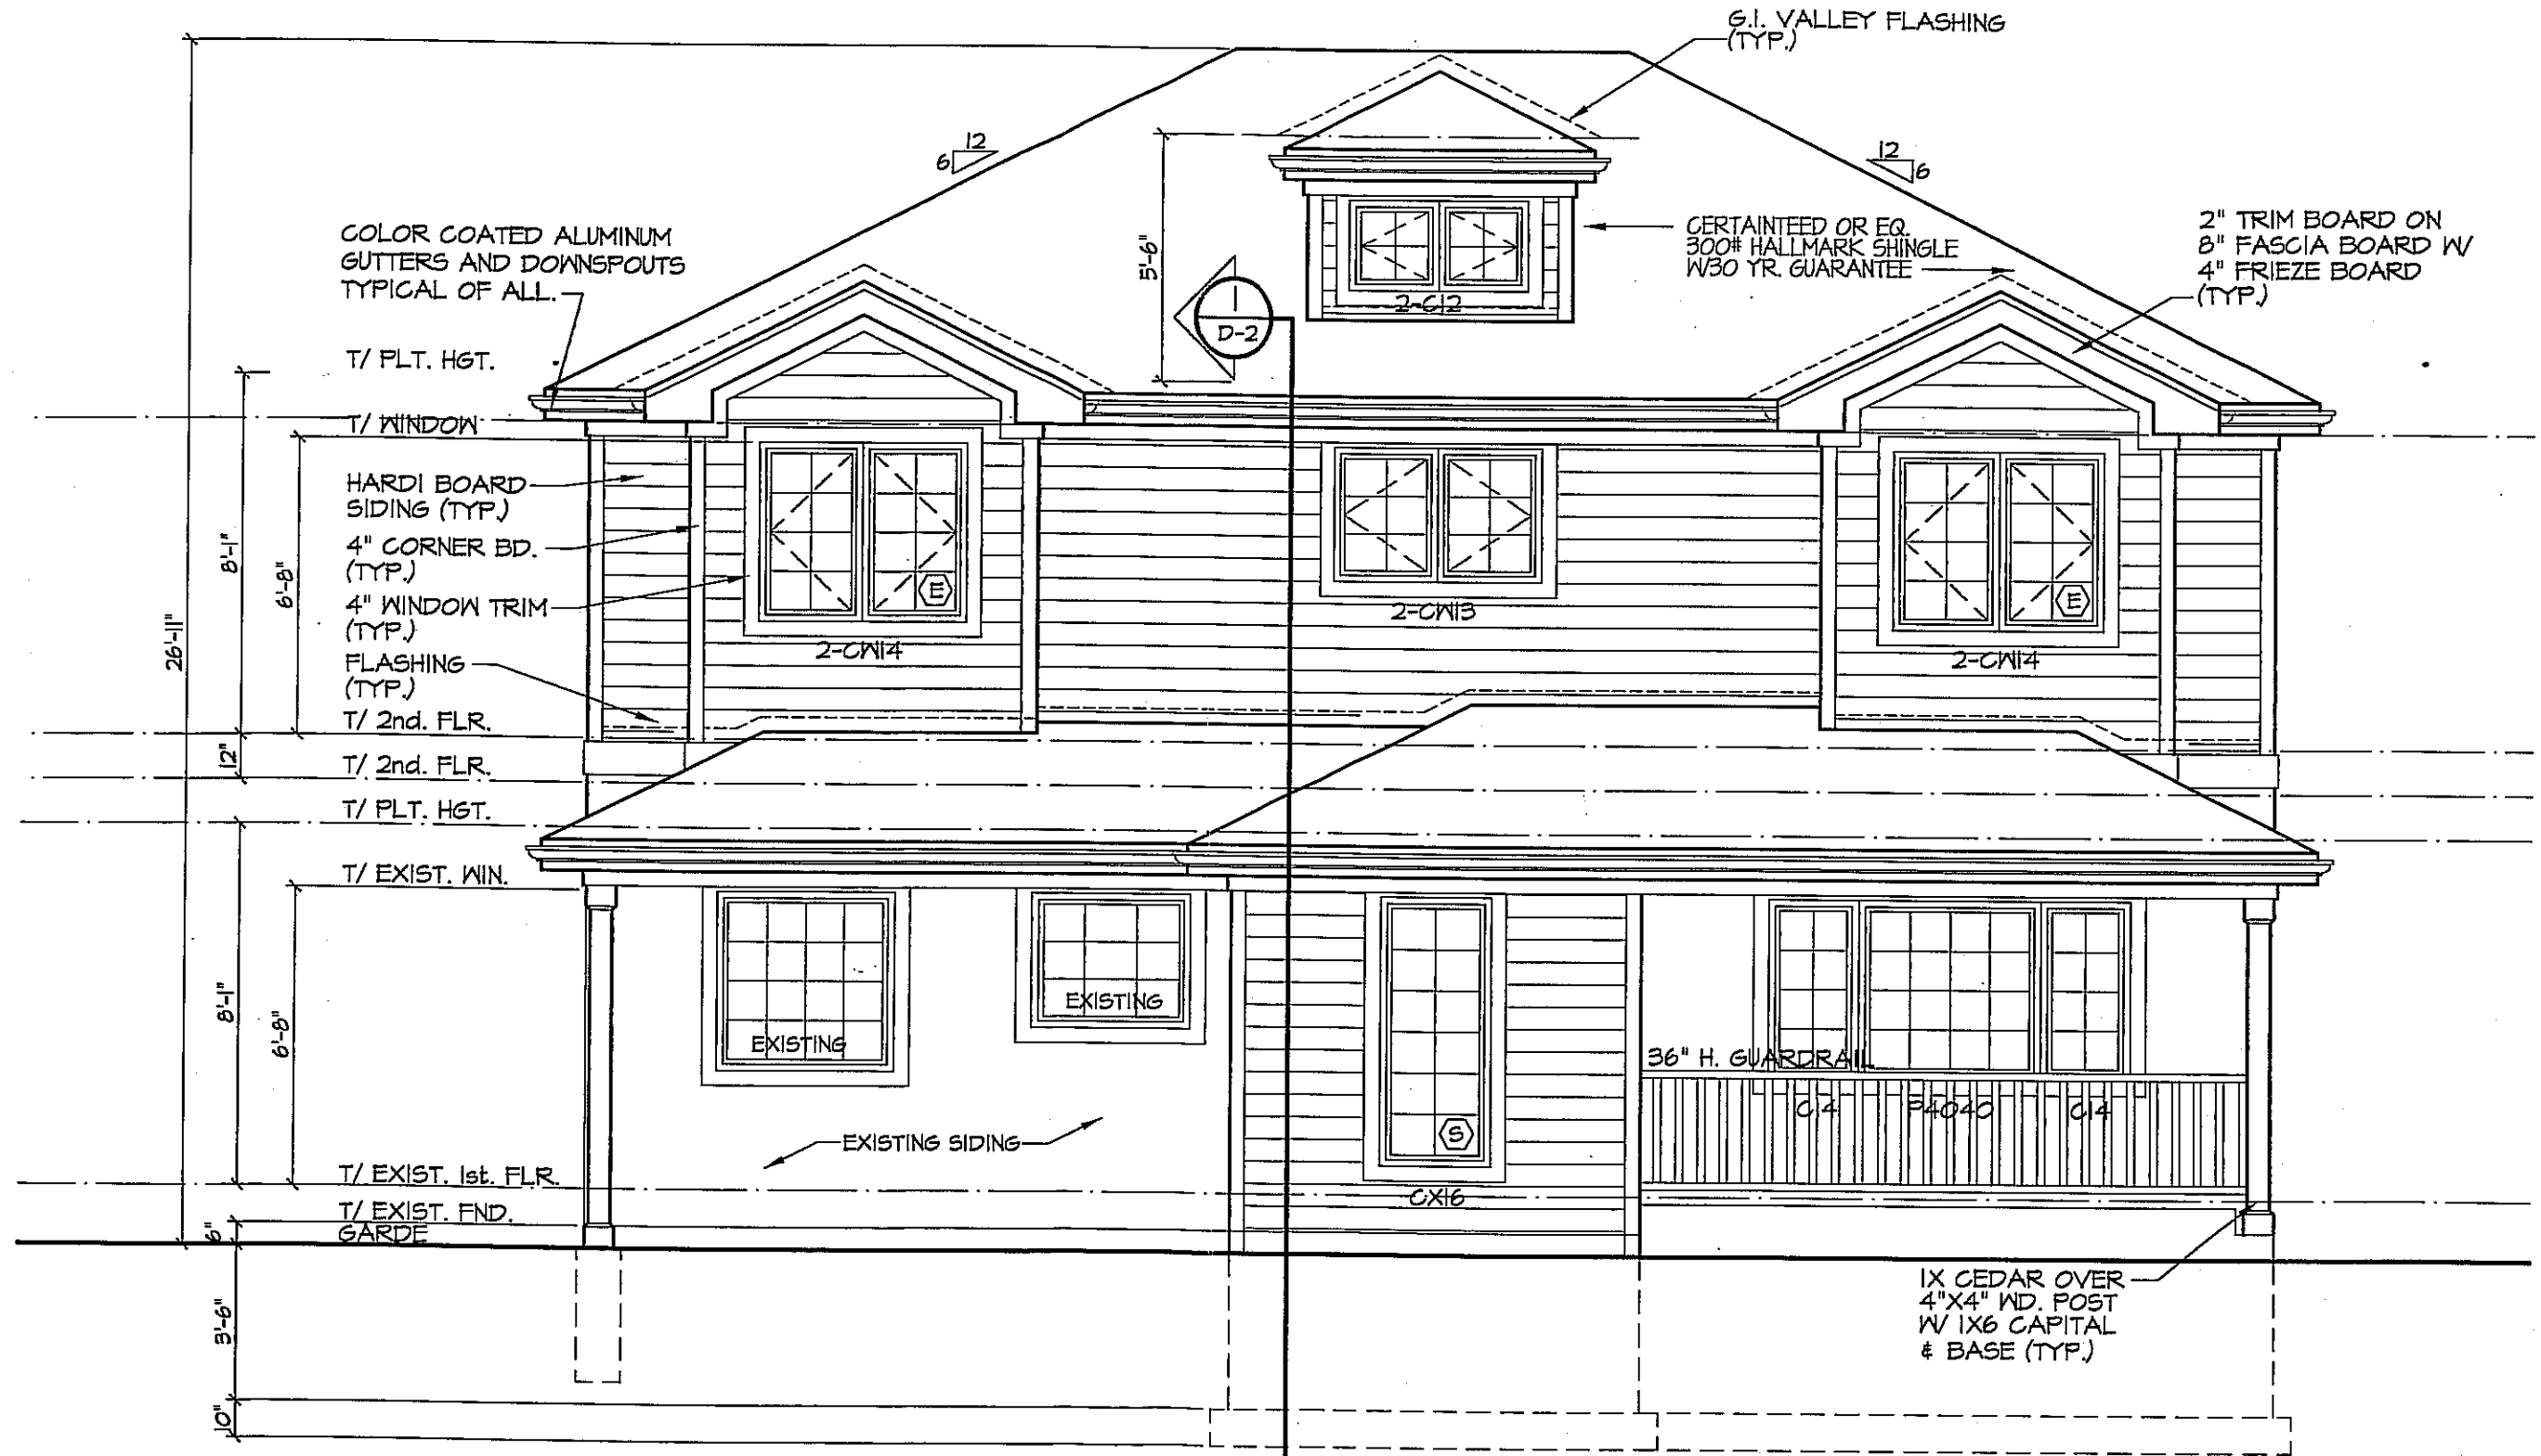 G.I. VALLEY FLASHING
(TYP.)
12
6
12
6
COLOR COATED ALUMINUM
GUTTERS AND DOWNSPOUTS
TYPICAL OF ALL.
5'-6"
CERTAINTEED OR EQ.
300# HALLMARK SHINGLE
W30 YR. GUARANTEE
2" TRIM BOARD ON
8" FASCIA BOARD W/
4" FRIEZE BOARD
(TYP.)
2-C12
1
D-2
T/ PLT. HGT.
T/ WINDOW
HARDI BOARD
SIDING (TYP.)
4" CORNER BD.
(TYP.)
4" WINDOW TRIM
(TYP.)
FLASHING
(TYP.)
8'-1"
6'-8"
26'-11"
E
2-CW14
2-CW13
E
2-CW14
T/ 2nd. FLR.
12"
T/ 2nd. FLR.
T/ PLT. HGT.
T/ EXIST. WIN.
8'-1"
6'-8"
EXISTING
EXISTING
36" H. GUARDRAIL
C14
P4040
C14
S
EXISTING SIDING
CX16
T/ EXIST. 1st. FLR.
T/ EXIST. FND.
GARDE
6"
3'-6"
10"
1X CEDAR OVER
4"X4" WD. POST
W/ 1X6 CAPITAL
& BASE (TYP.)